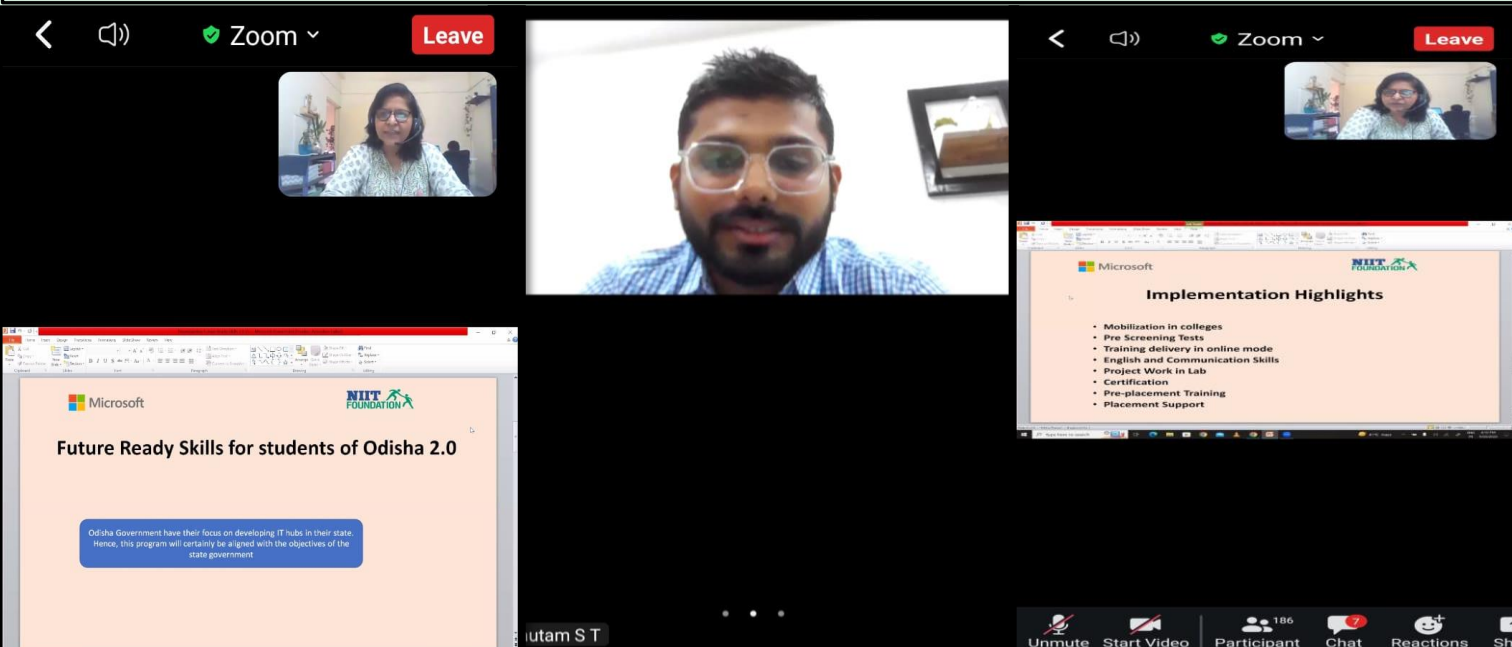 Zoom
Leave
Microsoft
NIIT
FOUNDATION
Future Ready Skills for students of Odisha 2.0
Odisha Government have their focus on developing IT hubs in their state.
Hence, this program will certainly be aligned with the objectives of the
state government
utam S T
Zoom
Leave
Microsoft
NIIT
FOUNDATION
Implementation Highlights
• Mobilization in colleges
• Pre Screening Tests
• Training delivery in online mode
• English and Communication Skills
• Project Work in Lab
• Certification
• Pre-placement Training
• Placement Support
186
7
Unmute Start Video Participant Chat Reactions Sh